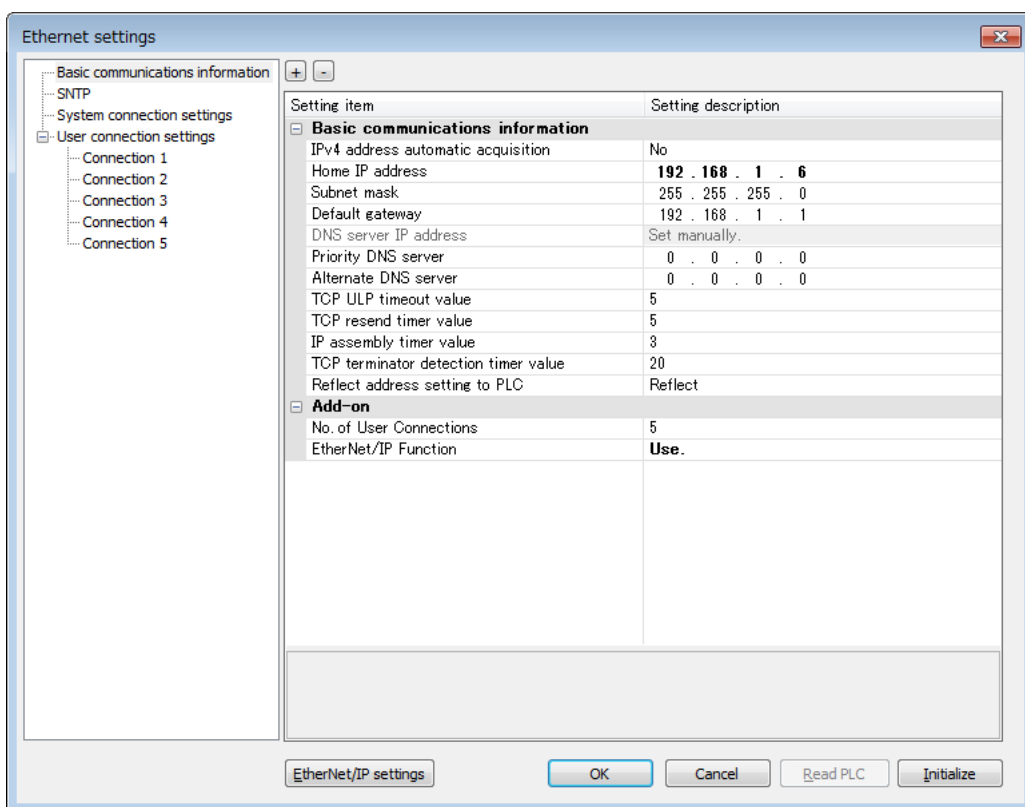 Ethernet settings
Basic communications information
SNTP
System connection settings
User connection settings
Connection 1
Connection 2
Connection 3
Connection 4
Connection 5
+ -
Setting item Setting description
Basic communications information
IPv4 address automatic acquisition No
Home IP address 192 . 168 . 1 . 6
Subnet mask 255 . 255 . 255 . 0
Default gateway 192 . 168 . 1 . 1
DNS server IP address Set manually.
Priority DNS server 0 . 0 . 0 . 0
Alternate DNS server 0 . 0 . 0 . 0
TCP ULP timeout value 5
TCP resend timer value 5
IP assembly timer value 3
TCP terminator detection timer value 20
Reflect address setting to PLC Reflect
Add-on
No. of User Connections 5
EtherNet/IP Function Use.
EtherNet/IP settings OK Cancel Read PLC Initialize